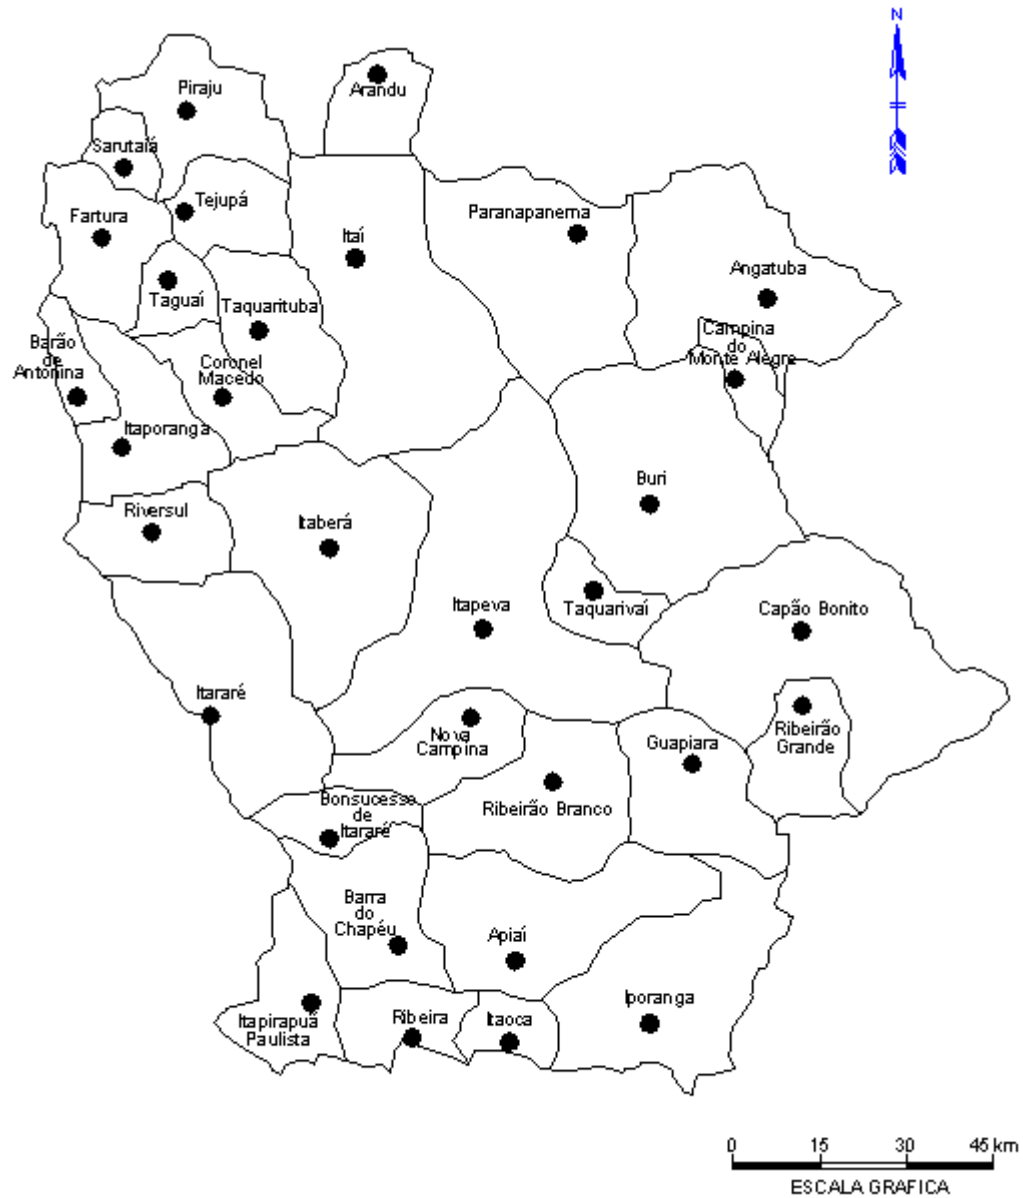 N
Piraju
Arandu
Sarutaiá
Tejupá
Fartura
Paranapanema
Itaí
Angatuba
Taguaí
Taquarituba
Campina
do
Monte Alegre
Barão
de
Antonina
Coronel
Macedo
Itaporanga
Buri
Riversul
Itaberá
Itapeva
Taquarivaí
Capão Bonito
Itararé
Nova
Campina
Guapiara
Ribeirão
Grande
Bonsucesso
de
Itararé
Ribeirão Branco
Barra
do
Chapéu
Apiaí
Iporanga
Itapirapuã
Paulista
Ribeira
Itaoca
0 15 30 45 km
ESCALA GRAFICA